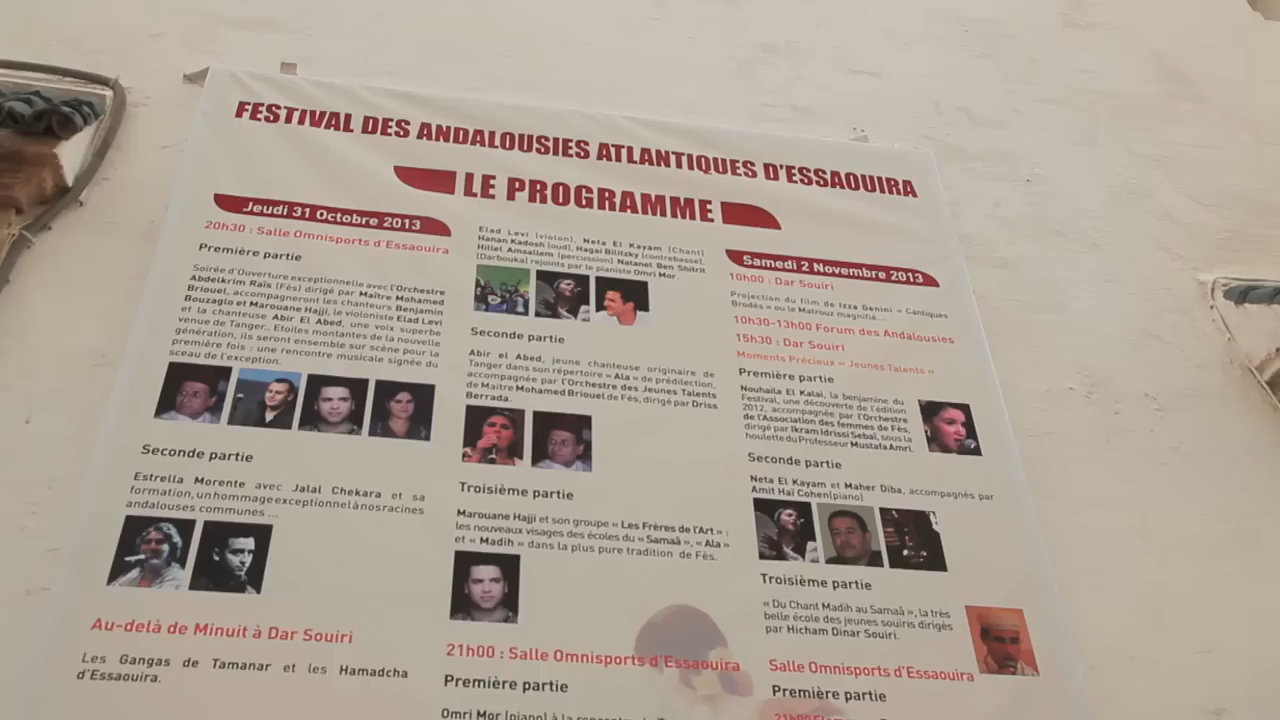 FESTIVAL DES ANDALOUSIES ATLANTIQUES D'ESSAOUIRA
LE PROGRAMME
Jeudi 31 Octobre 2013
20h30 : Salle Omnisports d'Essaouira
Première partie
Soirée d'Ouverture exceptionnelle avec l'Orchestre
Abdelkrim Rais (Fès) dirigé par Maître Mohamed
Briouel, accompagneront les chanteurs Benjamin
Bouzaglo et Marouane Hajji, le violoniste Elad Levi
et la chanteuse Abir El Abed, une voix superbe
venue de Tanger.. Etoiles montantes de la nouvelle
génération, ils seront ensemble sur scène pour la
première fois : une rencontre musicale signée du
sceau de l'exception.
Seconde partie
Estrella Morente avec Jalal Chekara et sa
formation, un hommage exceptionnel à nos racines
andalouses communes ...
Au-delà de Minuit à Dar Souiri
Les Gangas de Tamanar et les Hamadcha
d'Essaouira.
Elad Levi (violon), Neta El Kayam (Chant)
Hanan Kadosh (oud), Hagai Bilitzky (contrebasse),
Hillel Amsallem (percussion) Natanel Ben Shitrit
(Darbouka) rejoints par le pianiste Omri Mor.
Seconde partie
Abir el Abed, jeune chanteuse originaire de
Tanger dans son répertoire « Ala » de prédilection,
accompagnée par l'Orchestre des Jeunes Talents
de Maître Mohamed Briouel de Fés, dirigé par Driss
Berrada.
Troisième partie
Marouane Hajji et son groupe « Les Frères de l'Art » :
les nouveaux visages des écoles du « Samaâ », « Ala »
et « Madih » dans la plus pure tradition de Fès.
21h00 : Salle Omnisports d'Essaouira
Première partie
Omri Mor (piano) à la
Samedi 2 Novembre 2013
10h00 : Dar Souiri
Projection du film de Izza Genini « Cantiques
Brodés » ou le Matrouz magnifié...
10h30-13h00 Forum des Andalousies
15h30 : Dar Souiri
Moments Précieux « Jeunes Talents »
Première partie
Nouhaila El Kalai, la benjamine du
Festival, une découverte de l'édition
2012, accompagnée par l'Orchestre
de l'Association des femmes de Fès,
dirigé par Ikram Idrissi Sebaï, sous la
houlette du Professeur Mustafa Amri.
Seconde partie
Neta El Kayam et Maher Diba, accompagnés par
Amit Haï Cohen(piano)
Troisième partie
« Du Chant Madih au Samaâ », la très
belle école des jeunes souiris dirigés
par Hicham Dinar Souiri.
Salle Omnisports d'Essaouira
Première partie
21h00